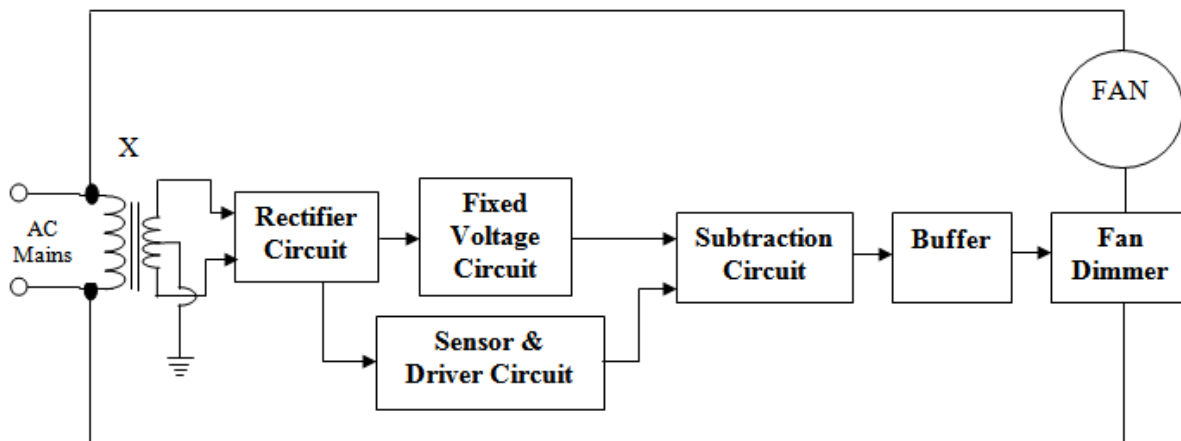 FAN
X
AC
Mains
Rectifier
Circuit
Fixed
Voltage
Circuit
Sensor &
Driver Circuit
Subtraction
Circuit
Buffer
Fan
Dimmer